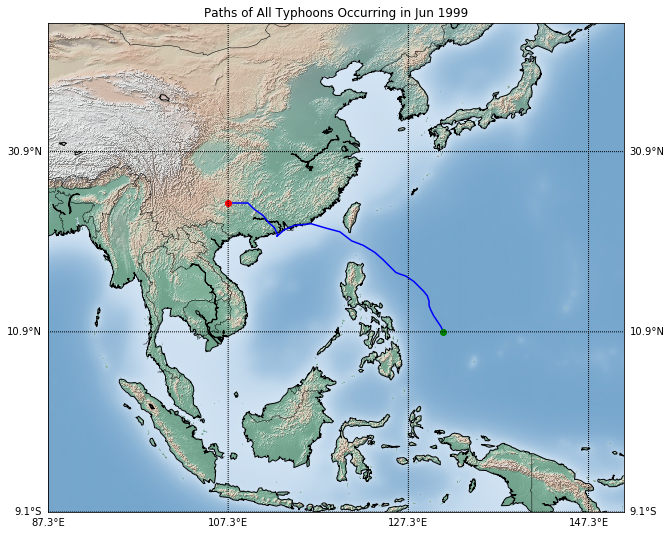 Paths of All Typhoons Occurring in Jun 1999
30.9°N
30.9°N
10.9°N
10.9°N
9.1°S
9.1°S
87.3°E
107.3°E
127.3°E
147.3°E